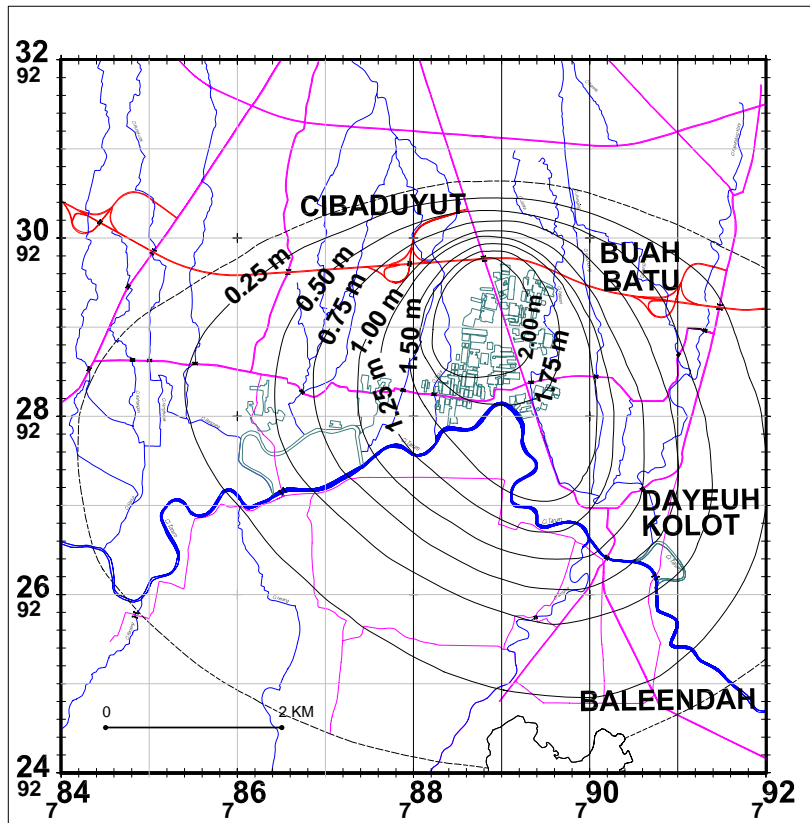 32
92
30
92
28
92
26
92
24
92
84
7
86
7
88
7
90
7
92
CIBADUYUT
BUAH
BATU
0.25 m
0.50 m
0.75 m
1.00 m
1.50 m
1.25 m
2.00 m
1.75 m
DAYEUH
KOLOT
BALEENDAH
0
2 KM